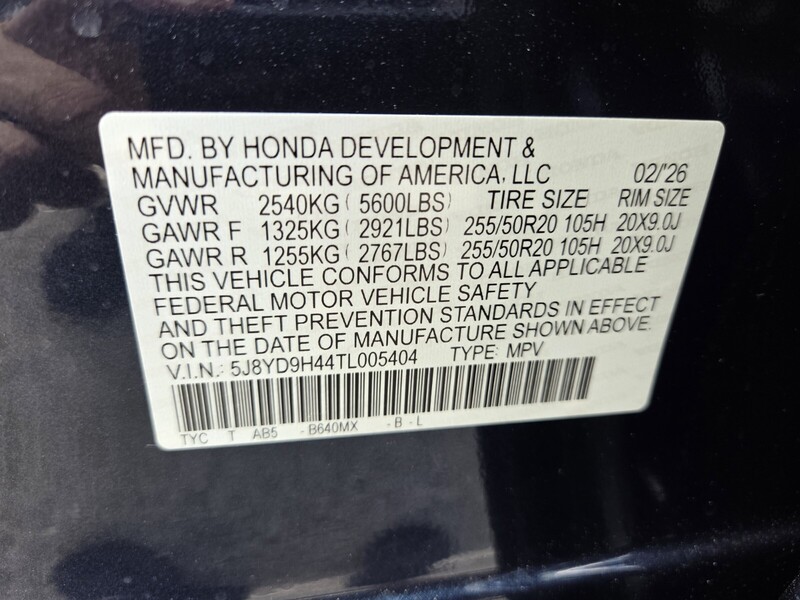 MFD. BY HONDA DEVELOPMENT &
MANUFACTURING OF AMERICA, LLC 02/'26
GVWR 2540KG ( 5600LBS) TIRE SIZE RIM SIZE
GAWR F 1325KG ( 2921LBS) 255/50R20 105H 20X9.0J
GAWR R 1255KG ( 2767LBS) 255/50R20 105H 20X9.0J
THIS VEHICLE CONFORMS TO ALL APPLICABLE
FEDERAL MOTOR VEHICLE SAFETY
AND THEFT PREVENTION STANDARDS IN EFFECT
ON THE DATE OF MANUFACTURE SHOWN ABOVE.
V.I.N.: 5J8YD9H44TL005404 TYPE: MPV
TYC T AB5 -B640MX -B -L